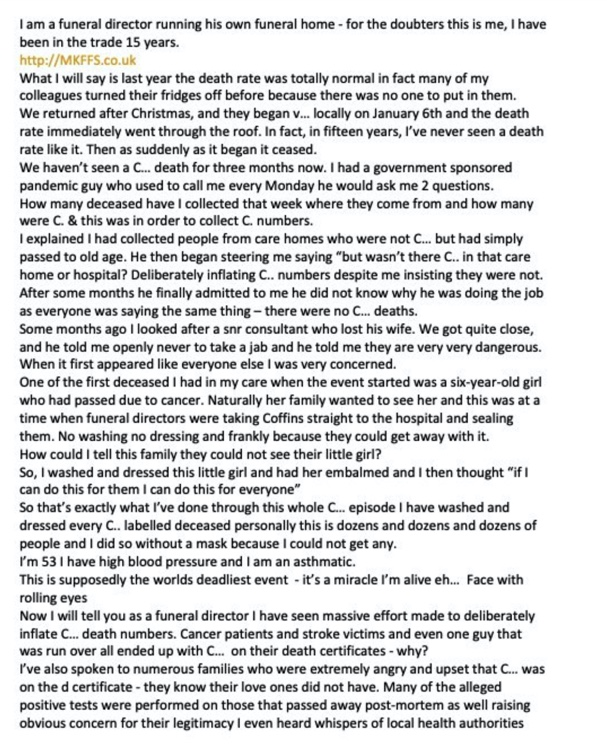 I am a funeral director running his own funeral home - for the doubters this is me, I have
been in the trade 15 years.
http://MKFFS.co.uk
What I will say is last year the death rate was totally normal in fact many of my
colleagues turned their fridges off before because there was no one to put in them.
We returned after Christmas, and they began v... locally on January 6th and the death
rate immediately went through the roof. In fact, in fifteen years, I've never seen a death
rate like it. Then as suddenly as it began it ceased.
We haven't seen a C... death for three months now. I had a government sponsored
pandemic guy who used to call me every Monday he would ask me 2 questions.
How many deceased have I collected that week where they come from and how many
were C. & this was in order to collect C. numbers.
I explained I had collected people from care homes who were not C... but had simply
passed to old age. He then began steering me saying "but wasn't there C.. in that care
home or hospital? Deliberately inflating C.. numbers despite me insisting they were not.
After some months he finally admitted to me he did not know why he was doing the job
as everyone was saying the same thing – there were no C... deaths.
Some months ago I looked after a snr consultant who lost his wife. We got quite close,
and he told me openly never to take a jab and he told me they are very very dangerous.
When it first appeared like everyone else I was very concerned.
One of the first deceased I had in my care when the event started was a six-year-old girl
who had passed due to cancer. Naturally her family wanted to see her and this was at a
time when funeral directors were taking Coffins straight to the hospital and sealing
them. No washing no dressing and frankly because they could get away with it.
How could I tell this family they could not see their little girl?
So, I washed and dressed this little girl and had her embalmed and I then thought "if I
can do this for them I can do this for everyone"
So that's exactly what I've done through this whole C... episode I have washed and
dressed every C.. labelled deceased personally this is dozens and dozens and dozens of
people and I did so without a mask because I could not get any.
I'm 53 I have high blood pressure and I am an asthmatic.
This is supposedly the worlds deadliest event - it's a miracle I'm alive eh... Face with
rolling eyes
Now I will tell you as a funeral director I have seen massive effort made to deliberately
inflate C... death numbers. Cancer patients and stroke victims and even one guy that
was run over all ended up with C... on their death certificates - why?
I've also spoken to numerous families who were extremely angry and upset that C... was
on the d certificate - they know their love ones did not have. Many of the alleged
positive tests were performed on those that passed away post-mortem as well raising
obvious concern for their legitimacy I even heard whispers of local health authorities